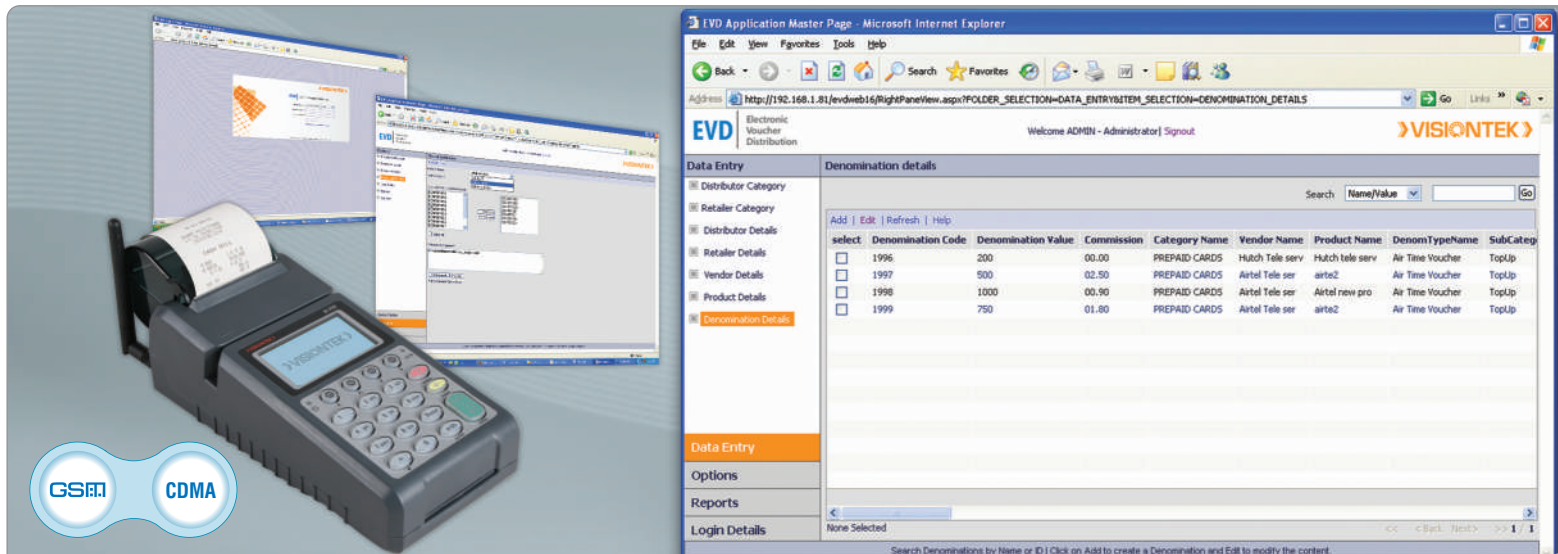 VISIONTEK
GSM
CDMA
EVD Application Master Page - Microsoft Internet Explorer
File Edit View Favorites Tools Help
Back Search Favorites
Address http://192.168.1.81/evdweb16/RightPaneView.aspx?FOLDER_SELECTION=DATA_ENTRY&ITEM_SELECTION=DENOMINATION_DETAILS Go Links »
EVD Electronic
Voucher
Distribution
Welcome ADMIN - Administrator| Signout
VISIONTEK
Data Entry
Distributor Category
Retailer Category
Distributor Details
Retailer Details
Vendor Details
Product Details
Denomination Details
Data Entry
Options
Reports
Login Details
Denomination details
Search Name/Value Go
Add | Edit | Refresh | Help
select Denomination Code Denomination Value Commission Category Name Vendor Name Product Name DenomTypeName SubCateg
1996 200 00.00 PREPAID CARDS Hutch Tele serv Hutch tele serv Air Time Voucher TopUp
1997 500 02.50 PREPAID CARDS Airtel Tele ser airte2 Air Time Voucher TopUp
1998 1000 00.90 PREPAID CARDS Airtel Tele ser Airtel new pro Air Time Voucher TopUp
1999 750 01.80 PREPAID CARDS Airtel Tele ser airte2 Air Time Voucher TopUp
None Selected << <Back Next> >> 1 / 1
Search Denominations by Name or ID | Click on Add to create a Denomination and Edit to modify the content.